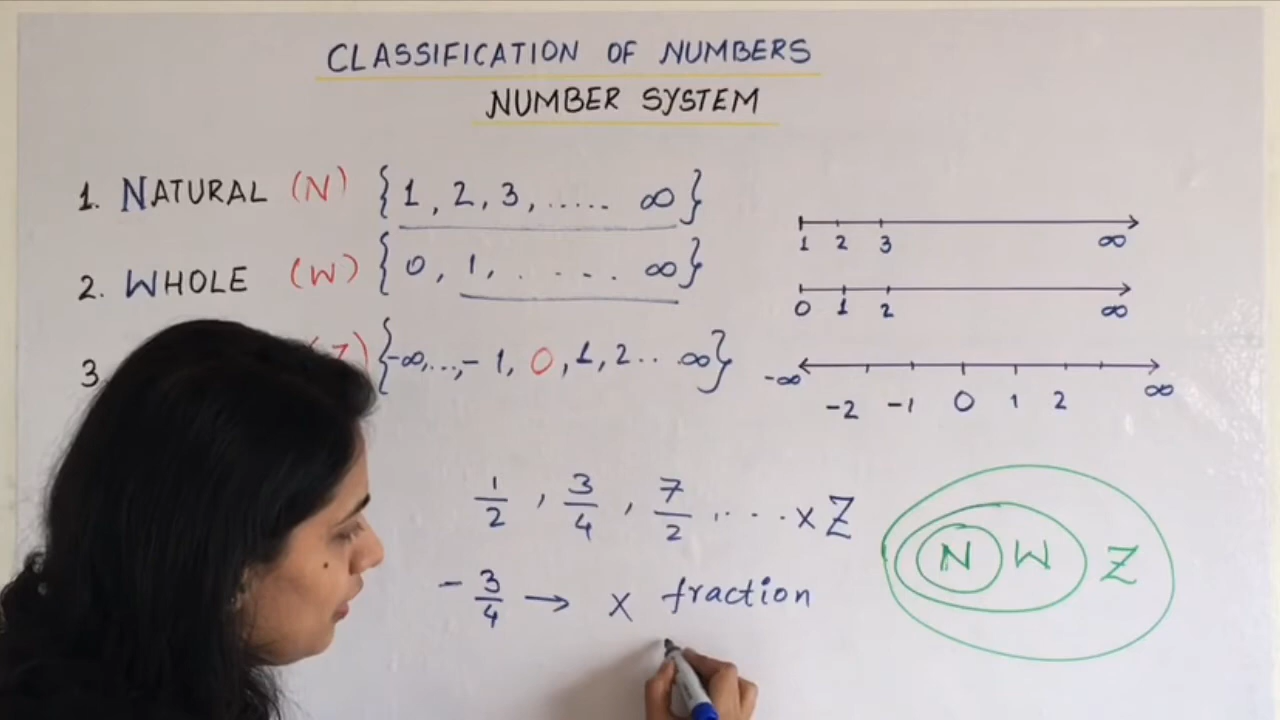 CLASSIFICATION OF NUMBERS
NUMBER SYSTEM
1. NATURAL (N) {1, 2, 3, ..... ∞}
2. WHOLE (W) {0, 1, . . . . . ∞}
3 (Z) {-∞,...,-1, 0, 1, 2.. ∞}
1 2 3 ∞
0 1 2 ∞
-∞ -2 -1 0 1 2 ∞
1/2 , 3/4 , 7/2 , .... x Z
-3/4 → x fraction
N W Z